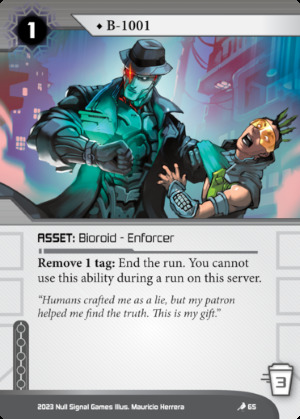 1
◆ B-1001
ASSET: Bioroid - Enforcer
Remove 1 tag: End the run. You cannot
use this ability during a run on this server.
“Humans crafted me as a lie, but my patron
helped me find the truth. This is my gift.”
3
2023 Null Signal Games Illus. Mauricio Herrera
65